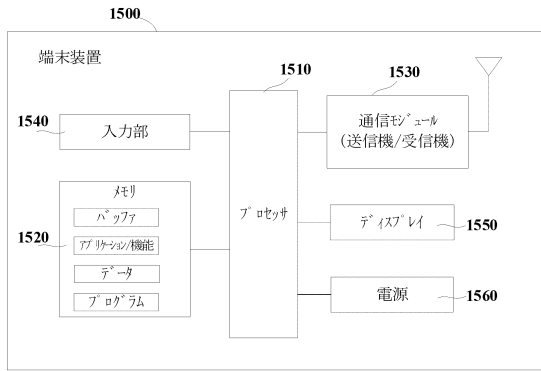 1500
端末装置
1510
1530
1540
入力部
通信ﾓｼﾞｭｰﾙ
(送信機/受信機)
ﾒﾓﾘ
ﾊﾞｯﾌｧ
1520
ｱﾌﾟﾘｹｰｼｮﾝ/機能
ﾃﾞｰﾀ
ﾌﾟﾛｸﾞﾗﾑ
ﾌﾟﾛｾｯｻ
ﾃﾞｨｽﾌﾟﾚｲ
1550
電源
1560